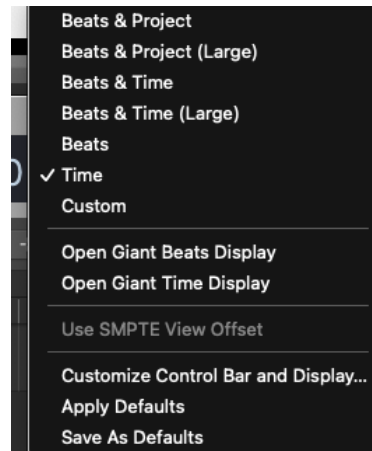 Beats & Project
Beats & Project (Large)
Beats & Time
Beats & Time (Large)
Beats
✓ Time
Custom
Open Giant Beats Display
Open Giant Time Display
Use SMPTE View Offset
Customize Control Bar and Display...
Apply Defaults
Save As Defaults